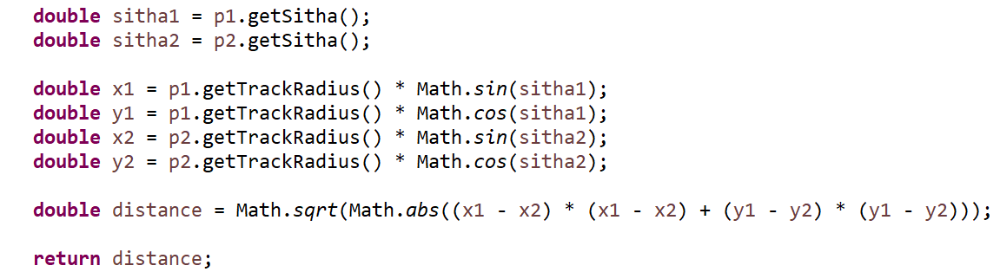 double sitha1 = p1.getSitha();
double sitha2 = p2.getSitha();
double x1 = p1.getTrackRadius() * Math.sin(sitha1);
double y1 = p1.getTrackRadius() * Math.cos(sitha1);
double x2 = p2.getTrackRadius() * Math.sin(sitha2);
double y2 = p2.getTrackRadius() * Math.cos(sitha2);
double distance = Math.sqrt(Math.abs((x1 - x2) * (x1 - x2) + (y1 - y2) * (y1 - y2)));
return distance;